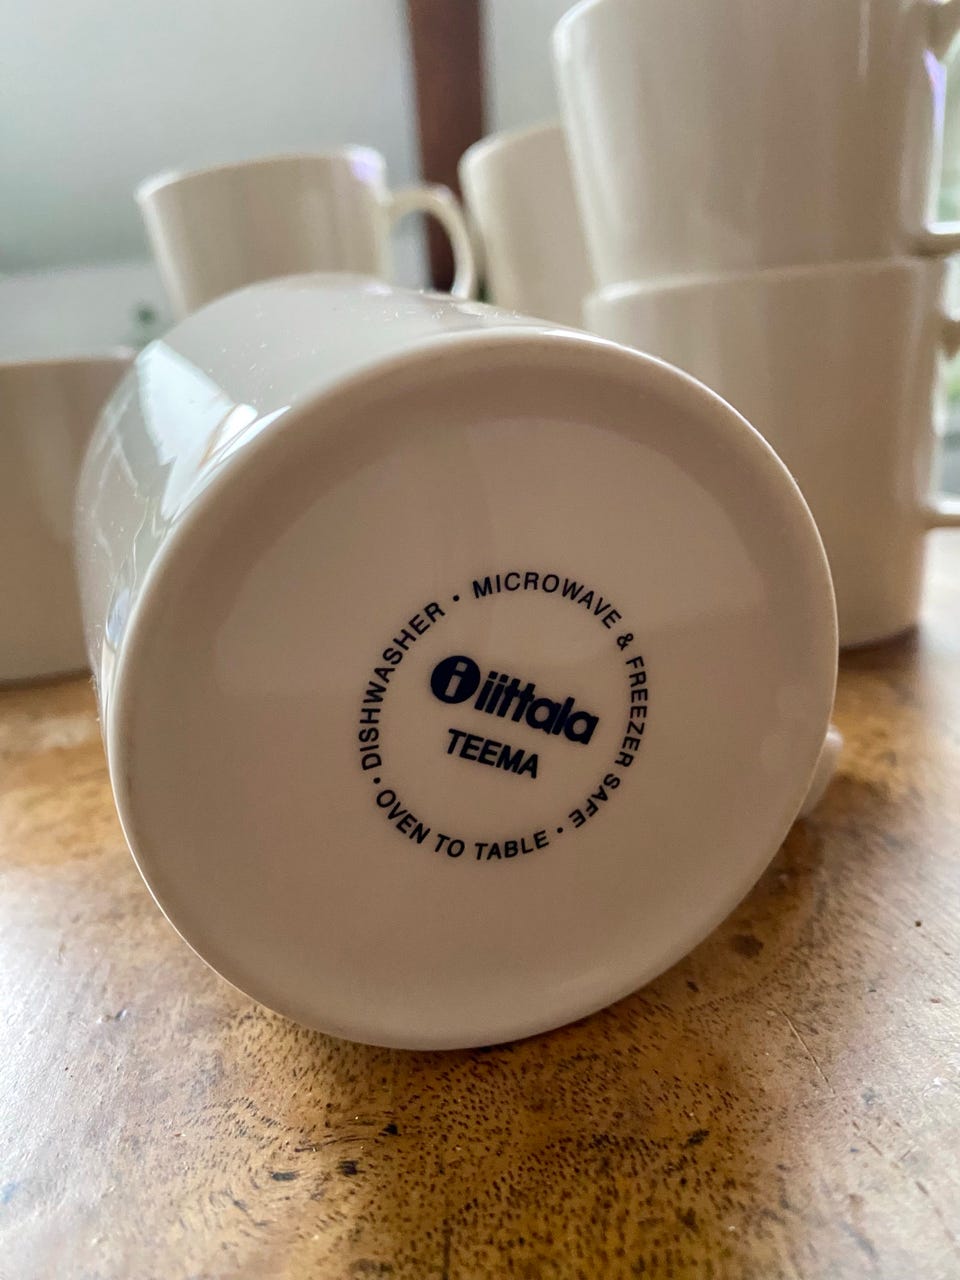 DISHWASHER • MICROWAVE & FREEZER SAFE • OVEN TO TABLE •
i iittala
TEEMA